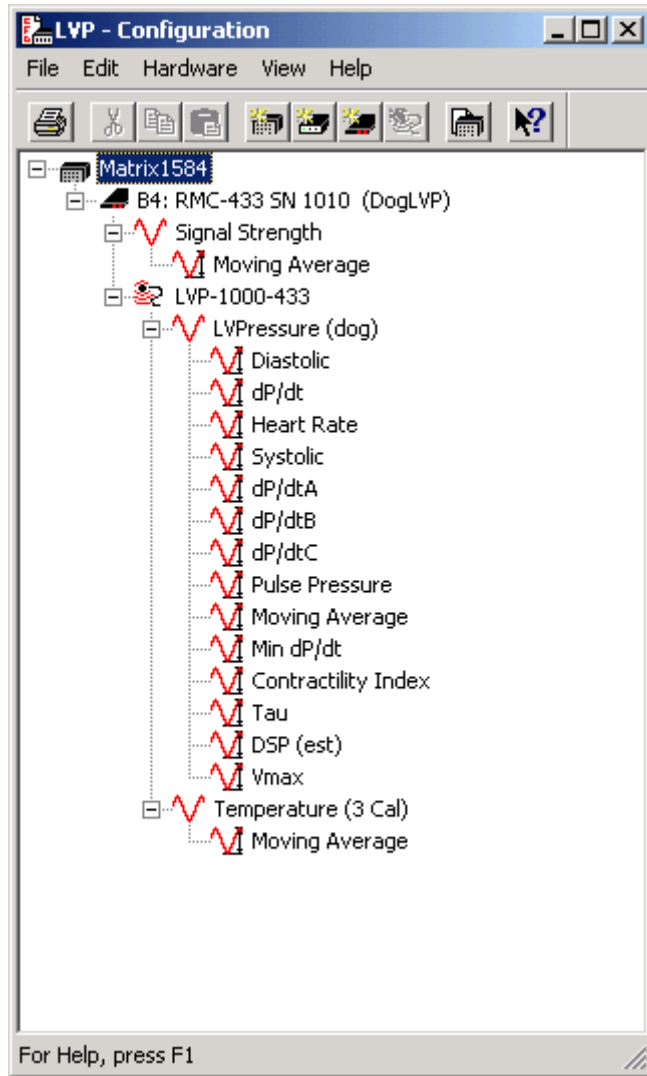 LVP - Configuration
File Edit Hardware View Help
Matrix1584
B4: RMC-433 SN 1010 (DogLVP)
Signal Strength
Moving Average
LVP-1000-433
LVPressure (dog)
Diastolic
dP/dt
Heart Rate
Systolic
dP/dtA
dP/dtB
dP/dtC
Pulse Pressure
Moving Average
Min dP/dt
Contractility Index
Tau
DSP (est)
Vmax
Temperature (3 Cal)
Moving Average
For Help, press F1